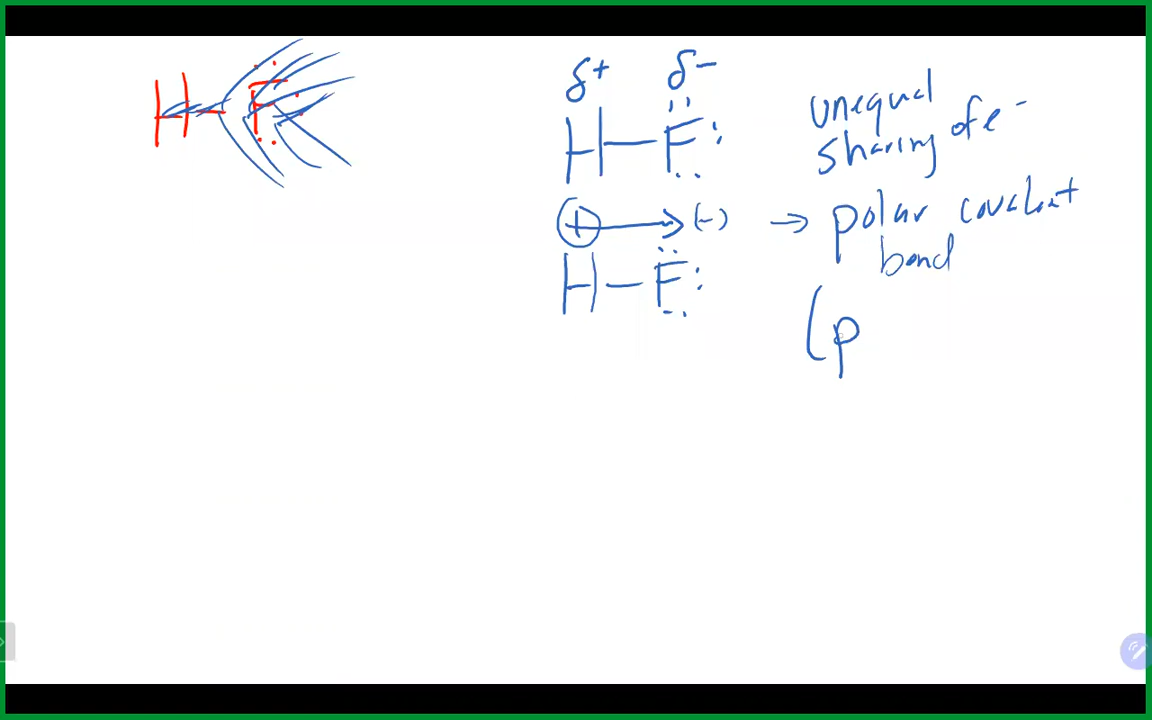 H-F
δ+ δ-
H-F
unequal
sharing of e-
(+)→(-) → polar covalent
bond
H-F
(p